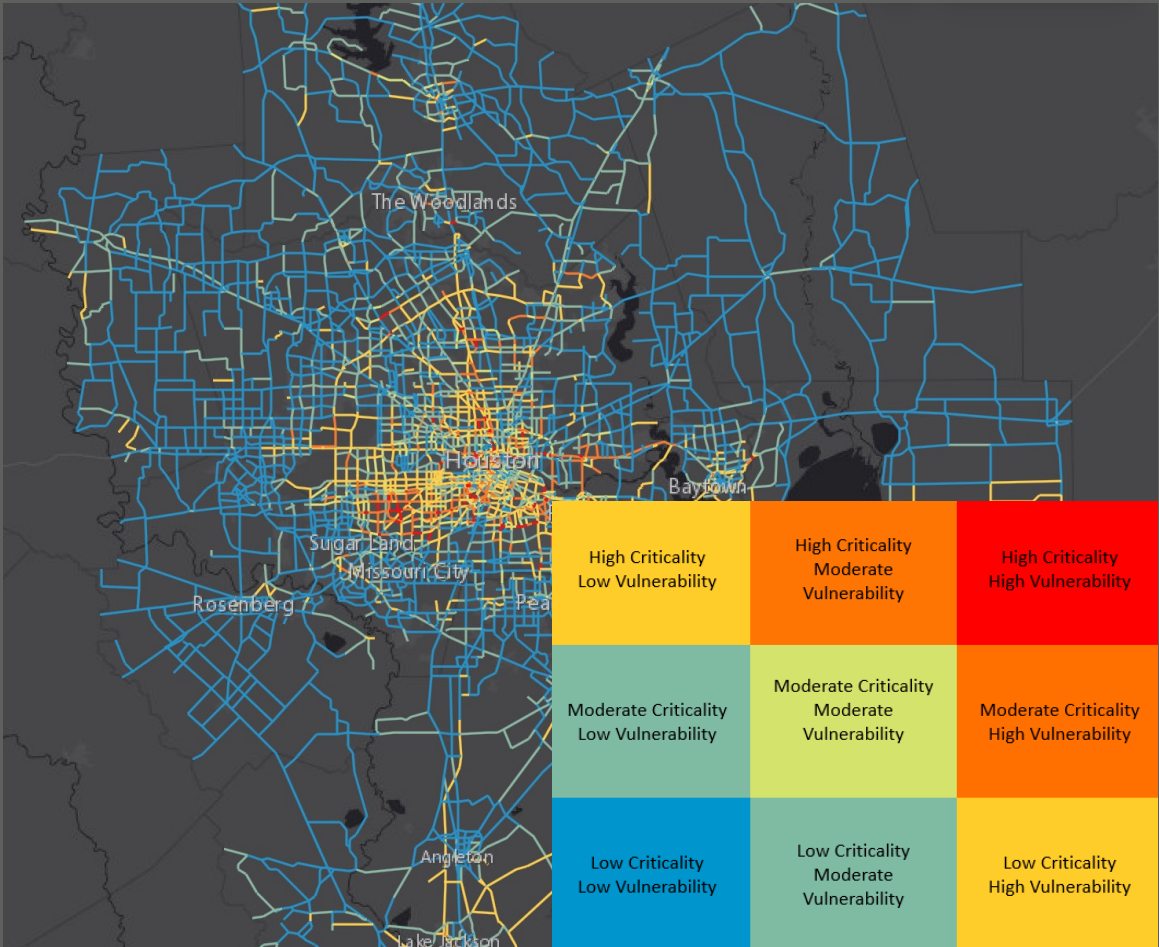 The Woodlands
Houston
Baytown
Sugar Land
Missouri City
Rosenberg
Pea
Angleton
Lake Jackson
High Criticality
Low Vulnerability
High Criticality
Moderate
Vulnerability
High Criticality
High Vulnerability
Moderate Criticality
Low Vulnerability
Moderate Criticality
Moderate
Vulnerability
Moderate Criticality
High Vulnerability
Low Criticality
Low Vulnerability
Low Criticality
Moderate
Vulnerability
Low Criticality
High Vulnerability